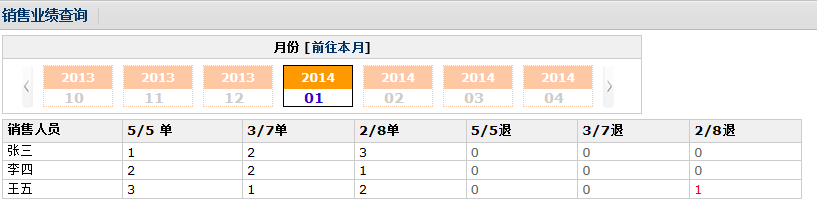 销售业绩查询
月份 [前往本月]
2013 2013 2013 2014 2014 2014 2014
10 11 12 01 02 03 04
销售人员 5/5 单 3/7单 2/8单 5/5退 3/7退 2/8退
张三 1 2 3 0 0 0
李四 2 2 1 0 0 0
王五 3 1 2 0 0 1